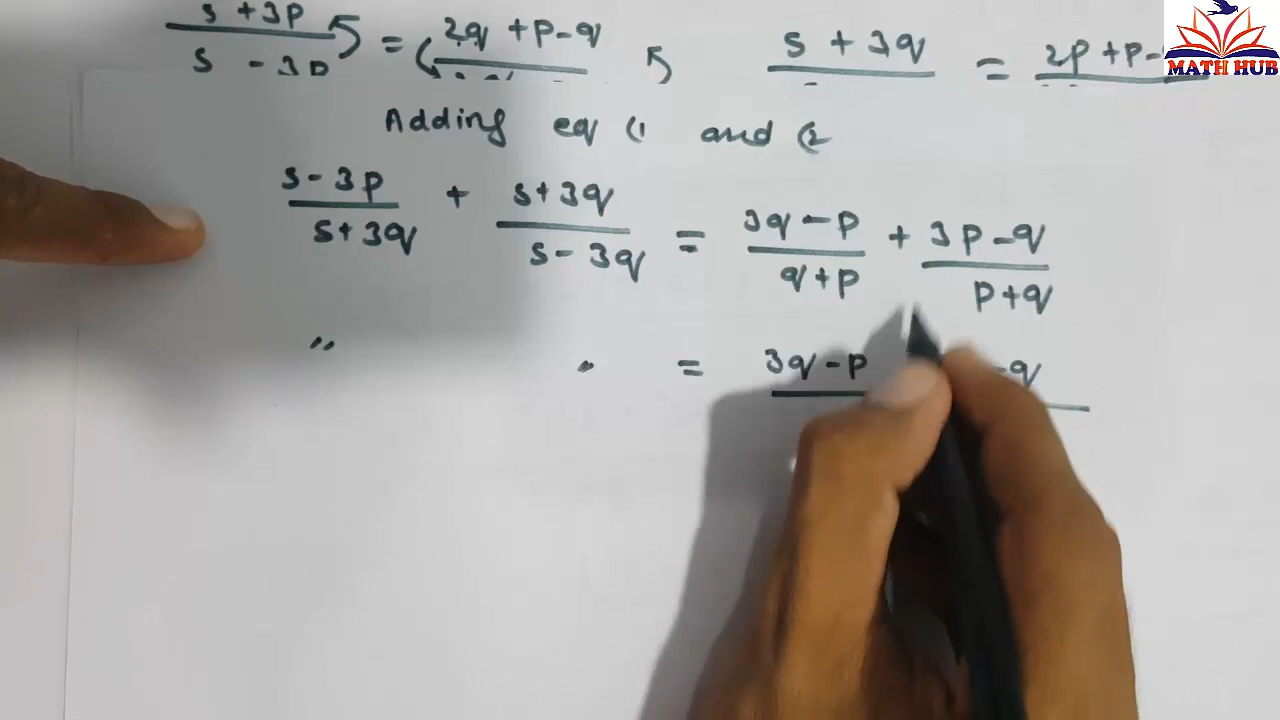 s + 3p / s - 3p = 2q + p - q      s + 3q = 2p + p -
MATH HUB
Adding eq (1 and (2
s - 3p / s + 3q + s + 3q / s - 3q = 3q - p / q + p + 3p - q / p + q
" " = 3q - p - q